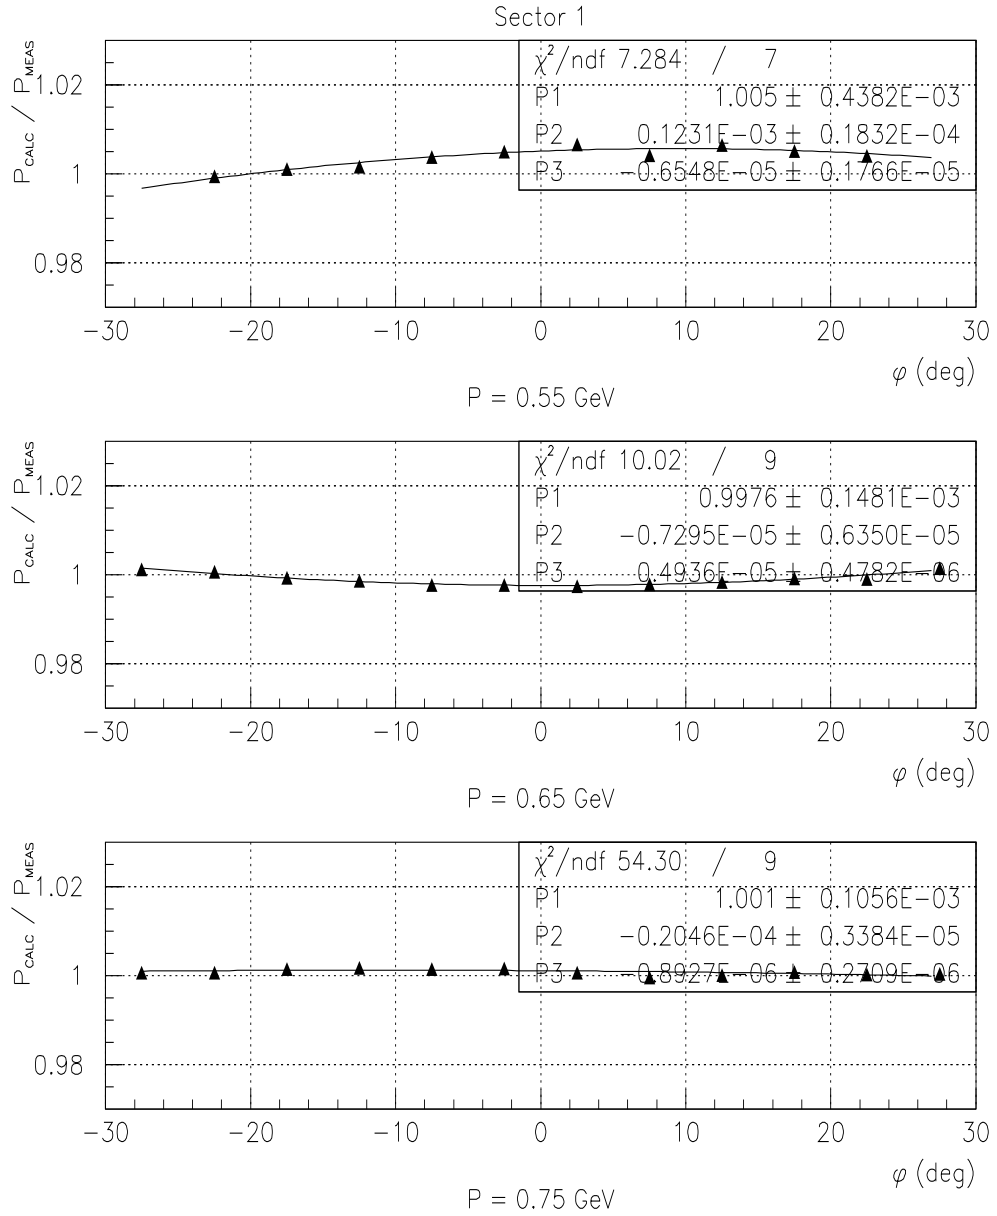 Sector 1
P CALC / P MEAS
1.02
1
0.98
χ²/ndf 7.284 / 7
P1 1.005 ± 0.4382E-03
P2 0.1231E-03 ± 0.1832E-04
P3 -0.6548E-05 ± 0.1766E-05
-30 -20 -10 0 10 20 30
φ (deg)
P = 0.55 GeV
P CALC / P MEAS
1.02
1
0.98
χ²/ndf 10.02 / 9
P1 0.9976 ± 0.1481E-03
P2 -0.7295E-05 ± 0.6350E-05
P3 0.4936E-05 ± 0.4782E-06
-30 -20 -10 0 10 20 30
φ (deg)
P = 0.65 GeV
P CALC / P MEAS
1.02
1
0.98
χ²/ndf 54.30 / 9
P1 1.001 ± 0.1056E-03
P2 -0.2046E-04 ± 0.3384E-05
P3 -0.8927E-06 ± 0.2709E-06
-30 -20 -10 0 10 20 30
φ (deg)
P = 0.75 GeV